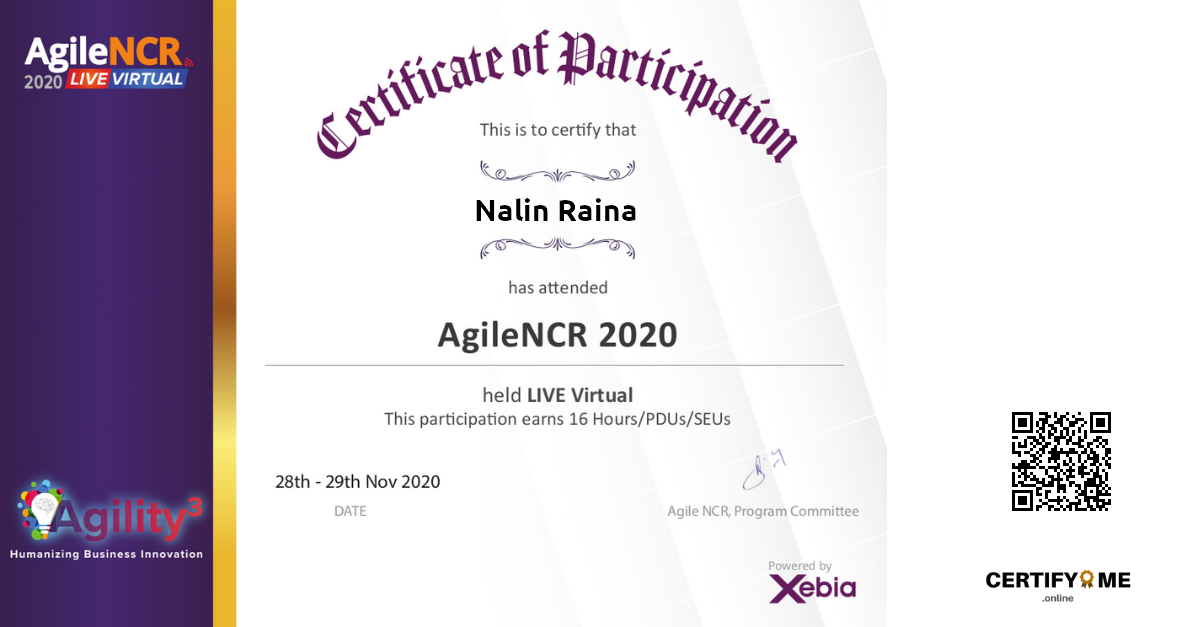 AgileNCR
2020 LIVE VIRTUAL
Certificate of Participation
This is to certify that
Nalin Raina
has attended
AgileNCR 2020
held LIVE Virtual
This participation earns 16 Hours/PDUs/SEUs
28th - 29th Nov 2020
DATE
Agile NCR, Program Committee
Agility³
Humanizing Business Innovation
Powered by
Xebia
CERTIFY ME
.online